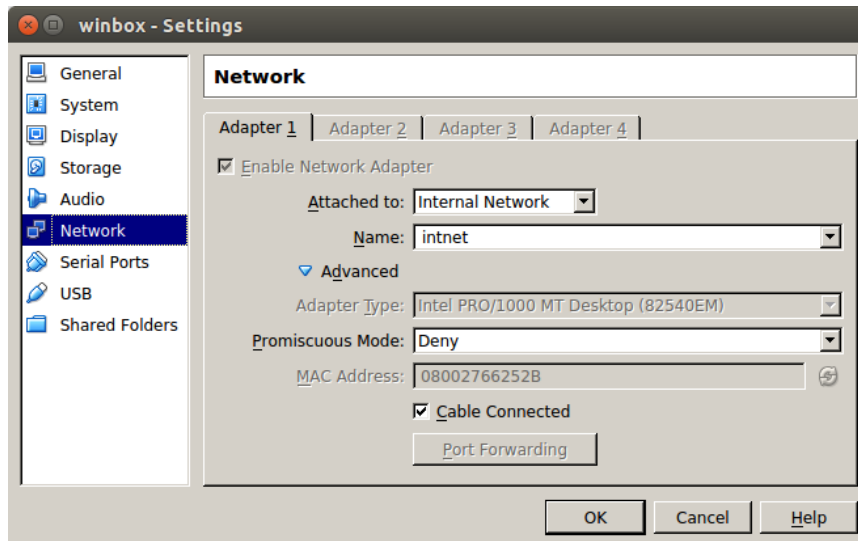 winbox - Settings
General
System
Display
Storage
Audio
Network
Serial Ports
USB
Shared Folders
Network
Adapter 1 Adapter 2 Adapter 3 Adapter 4
Enable Network Adapter
Attached to: Internal Network
Name: intnet
Advanced
Adapter Type: Intel PRO/1000 MT Desktop (82540EM)
Promiscuous Mode: Deny
MAC Address: 08002766252B
Cable Connected
Port Forwarding
OK Cancel Help